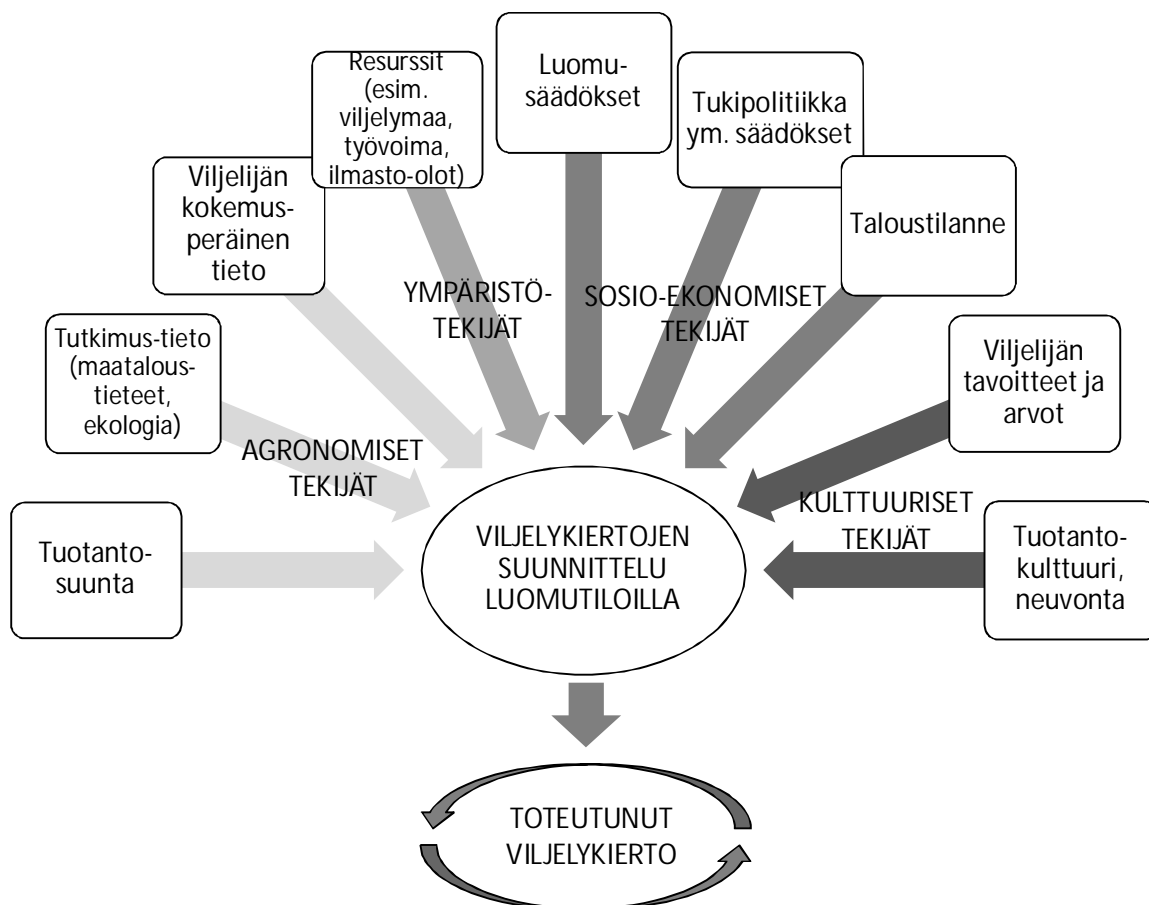 Resurssit
(esim.
viljelymaa,
työvoima,
ilmasto-olot)
Luomu-
säädökset
Tukipolitiikka
ym. säädökset
Viljelijän
kokemus-
peräinen
tieto
Taloustilanne
YMPÄRISTÖ-
TEKIJÄT
SOSIO-EKONOMISET
TEKIJÄT
Tutkimus-tieto
(maatalous-
tieteet,
ekologia)
Viljelijän
tavoitteet ja
arvot
AGRONOMISET
TEKIJÄT
KULTTUURISET
TEKIJÄT
Tuotanto-
suunta
VILJELYKIERTOJEN
SUUNNITTELU
LUOMUTILOILLA
Tuotanto-
kulttuuri,
neuvonta
TOTEUTUNUT
VILJELYKIERTO